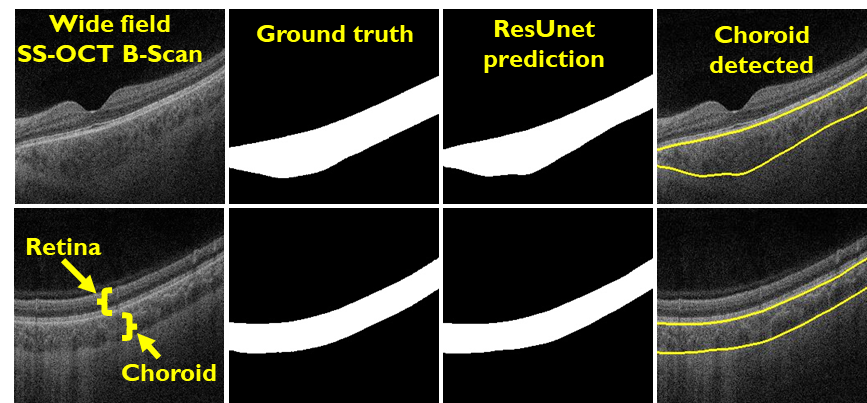 Wide field
SS-OCT B-Scan
Ground truth
ResUnet
prediction
Choroid
detected
Retina
Choroid